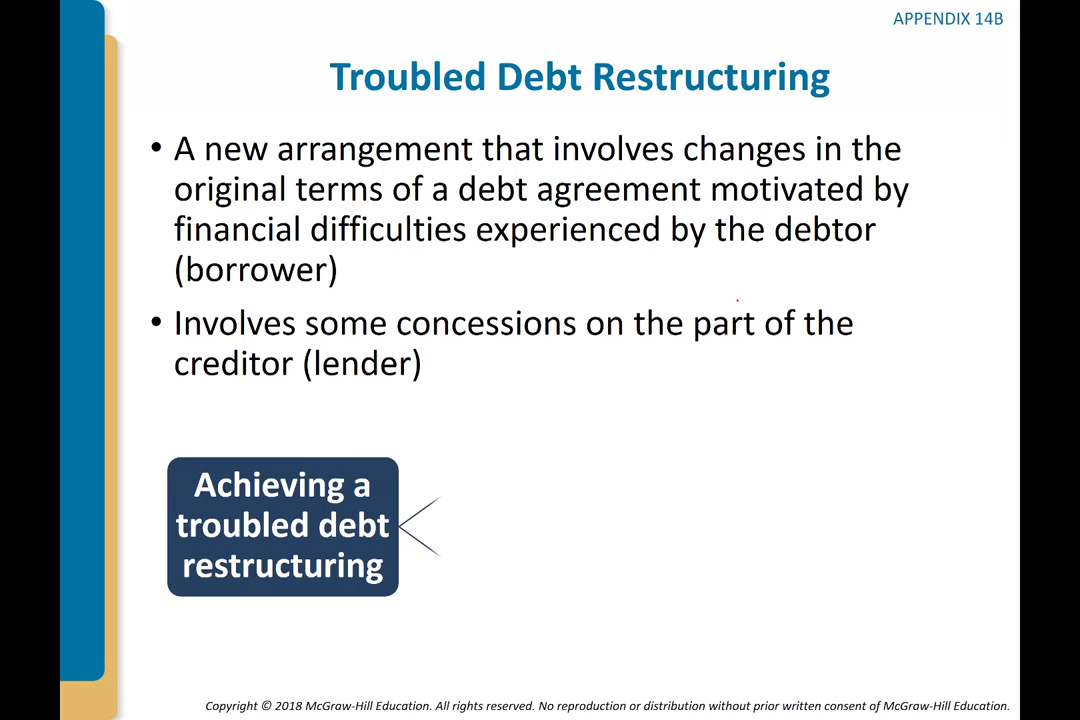 APPENDIX 14B
Troubled Debt Restructuring
• A new arrangement that involves changes in the
original terms of a debt agreement motivated by
financial difficulties experienced by the debtor
(borrower)
• Involves some concessions on the part of the
creditor (lender)
Achieving a
troubled debt
restructuring
Copyright © 2018 McGraw-Hill Education. All rights reserved. No reproduction or distribution without prior written consent of McGraw-Hill Education.